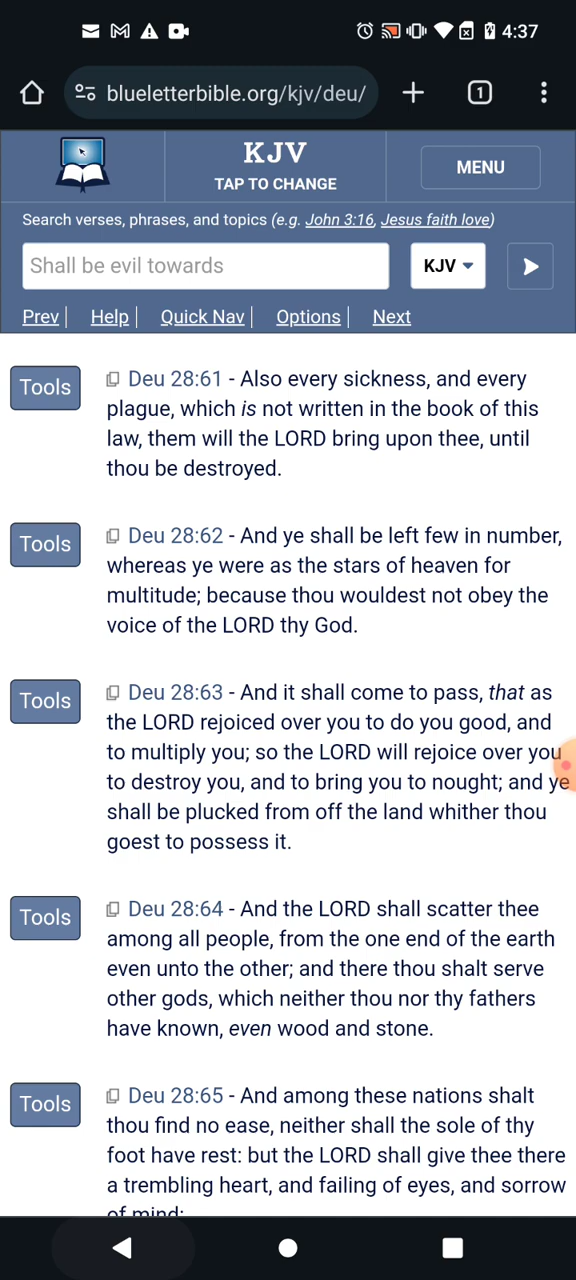 4:37
blueletterbible.org/kjv/deu/
1
KJV
TAP TO CHANGE
MENU
Search verses, phrases, and topics (e.g. John 3:16, Jesus faith love)
Shall be evil towards
KJV
Prev | Help | Quick Nav | Options | Next
Tools
Deu 28:61 - Also every sickness, and every
plague, which is not written in the book of this
law, them will the LORD bring upon thee, until
thou be destroyed.
Tools
Deu 28:62 - And ye shall be left few in number,
whereas ye were as the stars of heaven for
multitude; because thou wouldest not obey the
voice of the LORD thy God.
Tools
Deu 28:63 - And it shall come to pass, that as
the LORD rejoiced over you to do you good, and
to multiply you; so the LORD will rejoice over you
to destroy you, and to bring you to nought; and ye
shall be plucked from off the land whither thou
goest to possess it.
Tools
Deu 28:64 - And the LORD shall scatter thee
among all people, from the one end of the earth
even unto the other; and there thou shalt serve
other gods, which neither thou nor thy fathers
have known, even wood and stone.
Tools
Deu 28:65 - And among these nations shalt
thou find no ease, neither shall the sole of thy
foot have rest: but the LORD shall give thee there
a trembling heart, and failing of eyes, and sorrow
of mind: